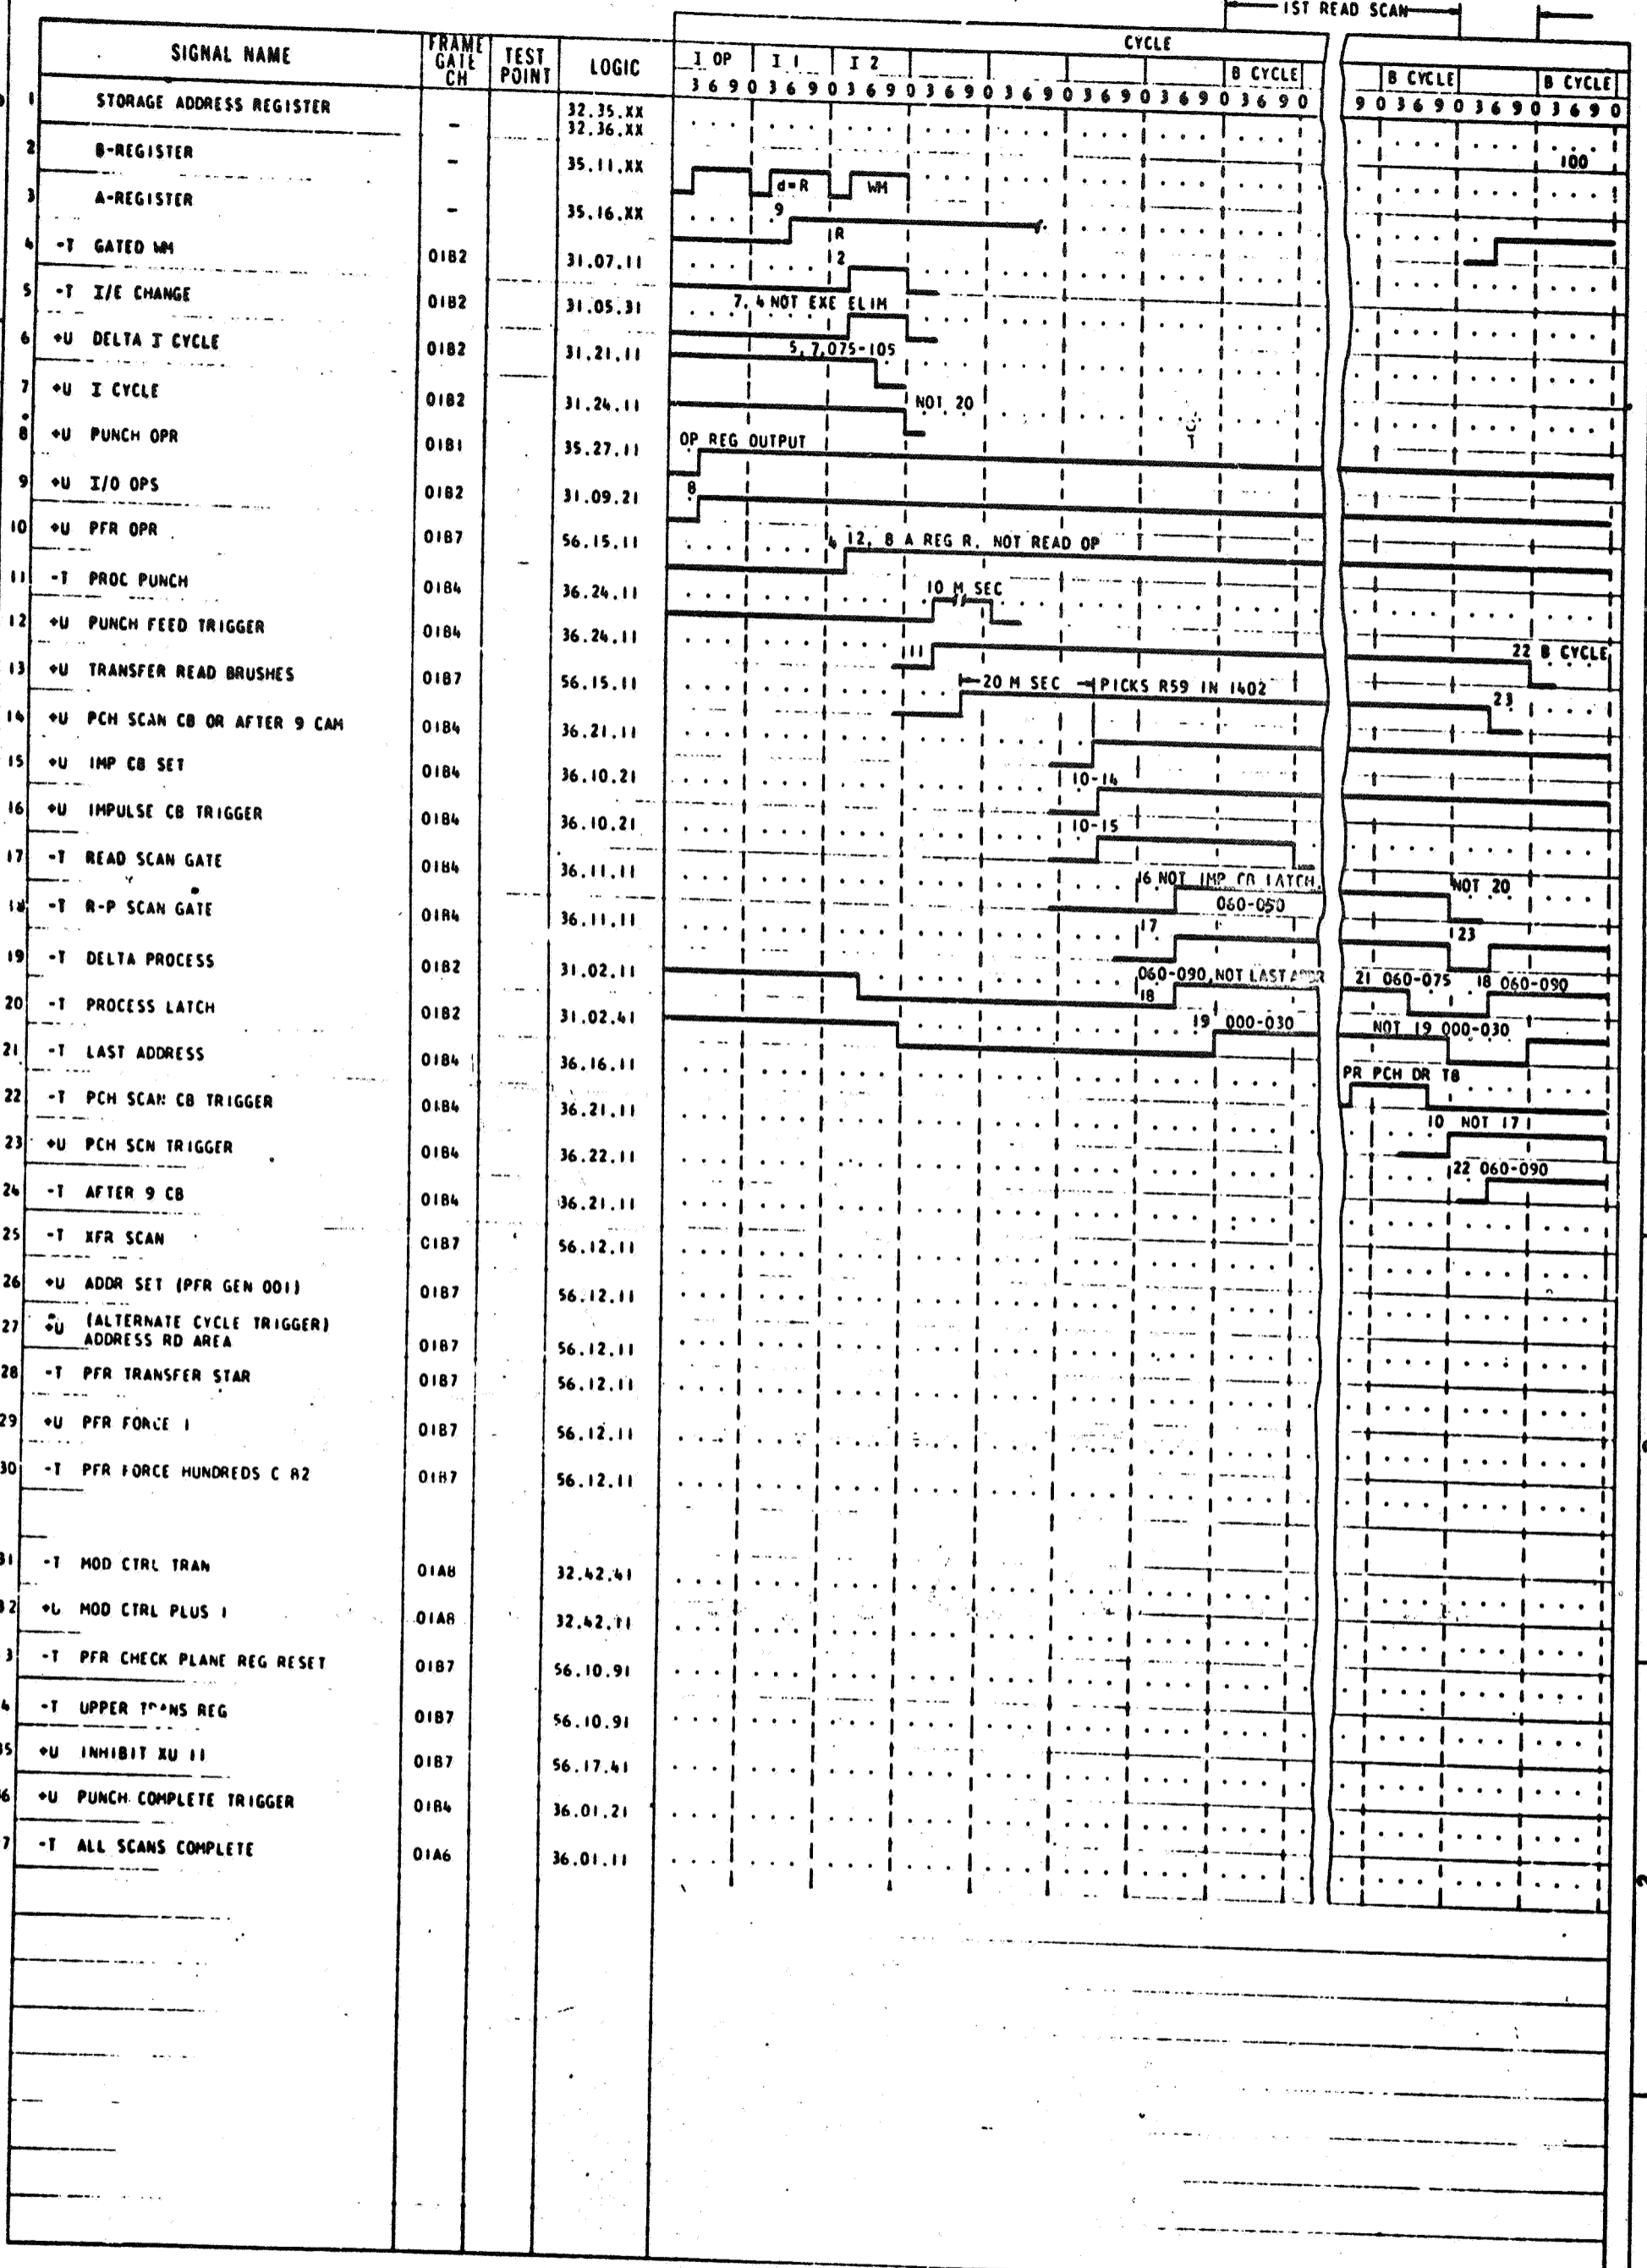 1ST READ SCAN
SIGNAL NAME FRAME GATE CH TEST POINT LOGIC CYCLE
I OP I 1 I 2 B CYCLE B CYCLE B CYCLE
3 6 9 0 3 6 9 0 3 6 9 0 3 6 9 0 3 6 9 0 3 6 9 0 3 6 9 0 3 6 9 0 9 0 3 6 9 0 3 6 9 0 3 6 9 0
1 STORAGE ADDRESS REGISTER - 32.35.XX 32.36.XX 100
2 B-REGISTER - 35.11.XX d=R WM
3 A-REGISTER - 35.16.XX 9 R
4 -T GATED WM 01B2 31.07.11 2
5 -T I/E CHANGE 01B2 31.05.31 7, 4 NOT EXE ELIM
6 +U DELTA I CYCLE 01B2 31.21.11 5, 7, 075-105
7 +U I CYCLE 01B2 31.24.11 NOT 20
8 +U PUNCH OPR 01B1 35.27.11 OP REG OUTPUT
9 +U I/O OPS 01B2 31.09.21 8
10 +U PFR OPR 01B7 56.15.11 4 12, 8 A REG R, NOT READ OP
11 -T PROC PUNCH 01B4 36.24.11 10 M SEC
12 +U PUNCH FEED TRIGGER 01B4 36.24.11 11 22 B CYCLE
13 +U TRANSFER READ BRUSHES 01B7 56.15.11 20 M SEC PICKS R59 IN 1402 23
14 +U PCH SCAN CB OR AFTER 9 CAM 01B4 36.21.11
15 +U IMP CB SET 01B4 36.10.21 10-14
16 +U IMPULSE CB TRIGGER 01B4 36.10.21 10-15
17 -T READ SCAN GATE 01B4 36.11.11 16 NOT IMP CB LATCH 060-050 NOT 20
18 -T R-P SCAN GATE 01B4 36.11.11 17 23
19 -T DELTA PROCESS 01B2 31.02.11 060-090, NOT LAST ADDR 18 21 060-075 18 060-090
20 -T PROCESS LATCH 01B2 31.02.41 19 000-030 NOT 19 000-030
21 -T LAST ADDRESS 01B4 36.16.11 PR PCH DR T8
22 -T PCH SCAN CB TRIGGER 01B4 36.21.11 10 NOT 17
23 +U PCH SCN TRIGGER 01B4 36.22.11 22 060-090
24 -T AFTER 9 CB 01B4 36.21.11
25 -T XFR SCAN 01B7 56.12.11
26 +U ADDR SET (PFR GEN 001) 01B7 56.12.11
27 +U (ALTERNATE CYCLE TRIGGER)
ADDRESS RD AREA 01B7 56.12.11
28 -T PFR TRANSFER STAR 01B7 56.12.11
29 +U PFR FORCE 1 01B7 56.12.11
30 -T PFR FORCE HUNDREDS C 82 01B7 56.12.11
31 -T MOD CTRL TRAN 01A8 32.42.41
32 +U MOD CTRL PLUS 1 01A8 32.42.11
3 -T PFR CHECK PLANE REG RESET 01B7 56.10.91
4 -T UPPER TRANS REG 01B7 56.10.91
35 +U INHIBIT XU 11 01B7 56.17.41
6 +U PUNCH COMPLETE TRIGGER 01B4 36.01.21
7 -T ALL SCANS COMPLETE 01A6 36.01.11